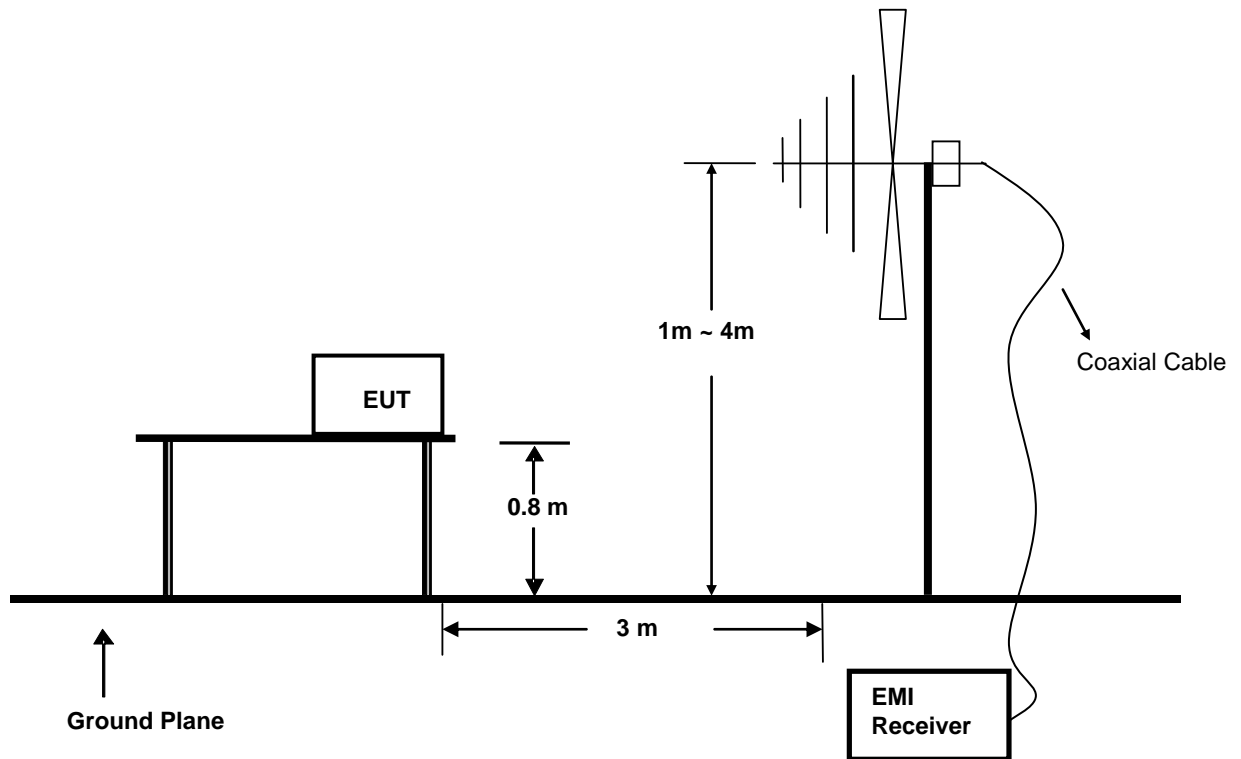 1m ~ 4m
Coaxial Cable
EUT
0.8 m
3 m
Ground Plane
EMI
Receiver